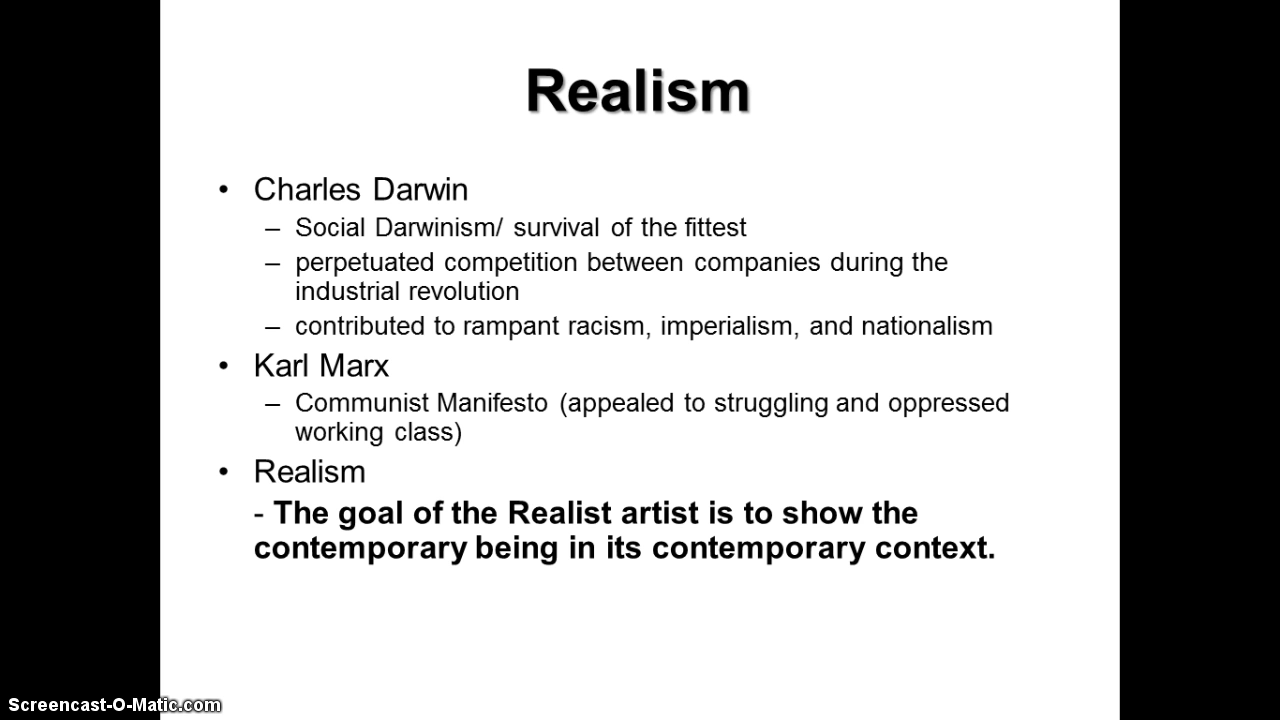 Realism
• Charles Darwin
– Social Darwinism/ survival of the fittest
– perpetuated competition between companies during the
industrial revolution
– contributed to rampant racism, imperialism, and nationalism
• Karl Marx
– Communist Manifesto (appealed to struggling and oppressed
working class)
• Realism
- The goal of the Realist artist is to show the
contemporary being in its contemporary context.
Screencast-O-Matic.com